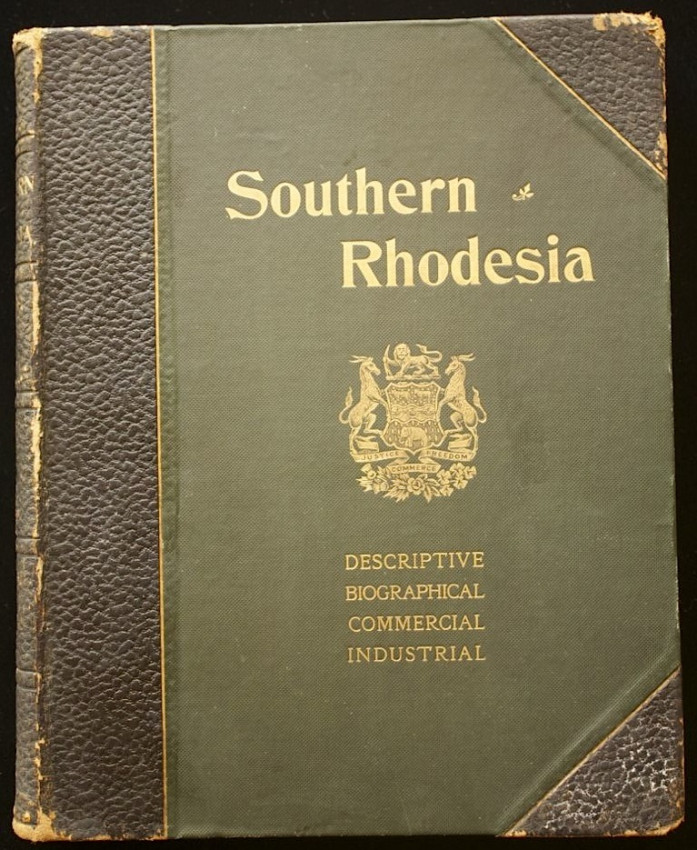 Southern
Rhodesia
JUSTICE FREEDOM
COMMERCE
DESCRIPTIVE
BIOGRAPHICAL
COMMERCIAL
INDUSTRIAL